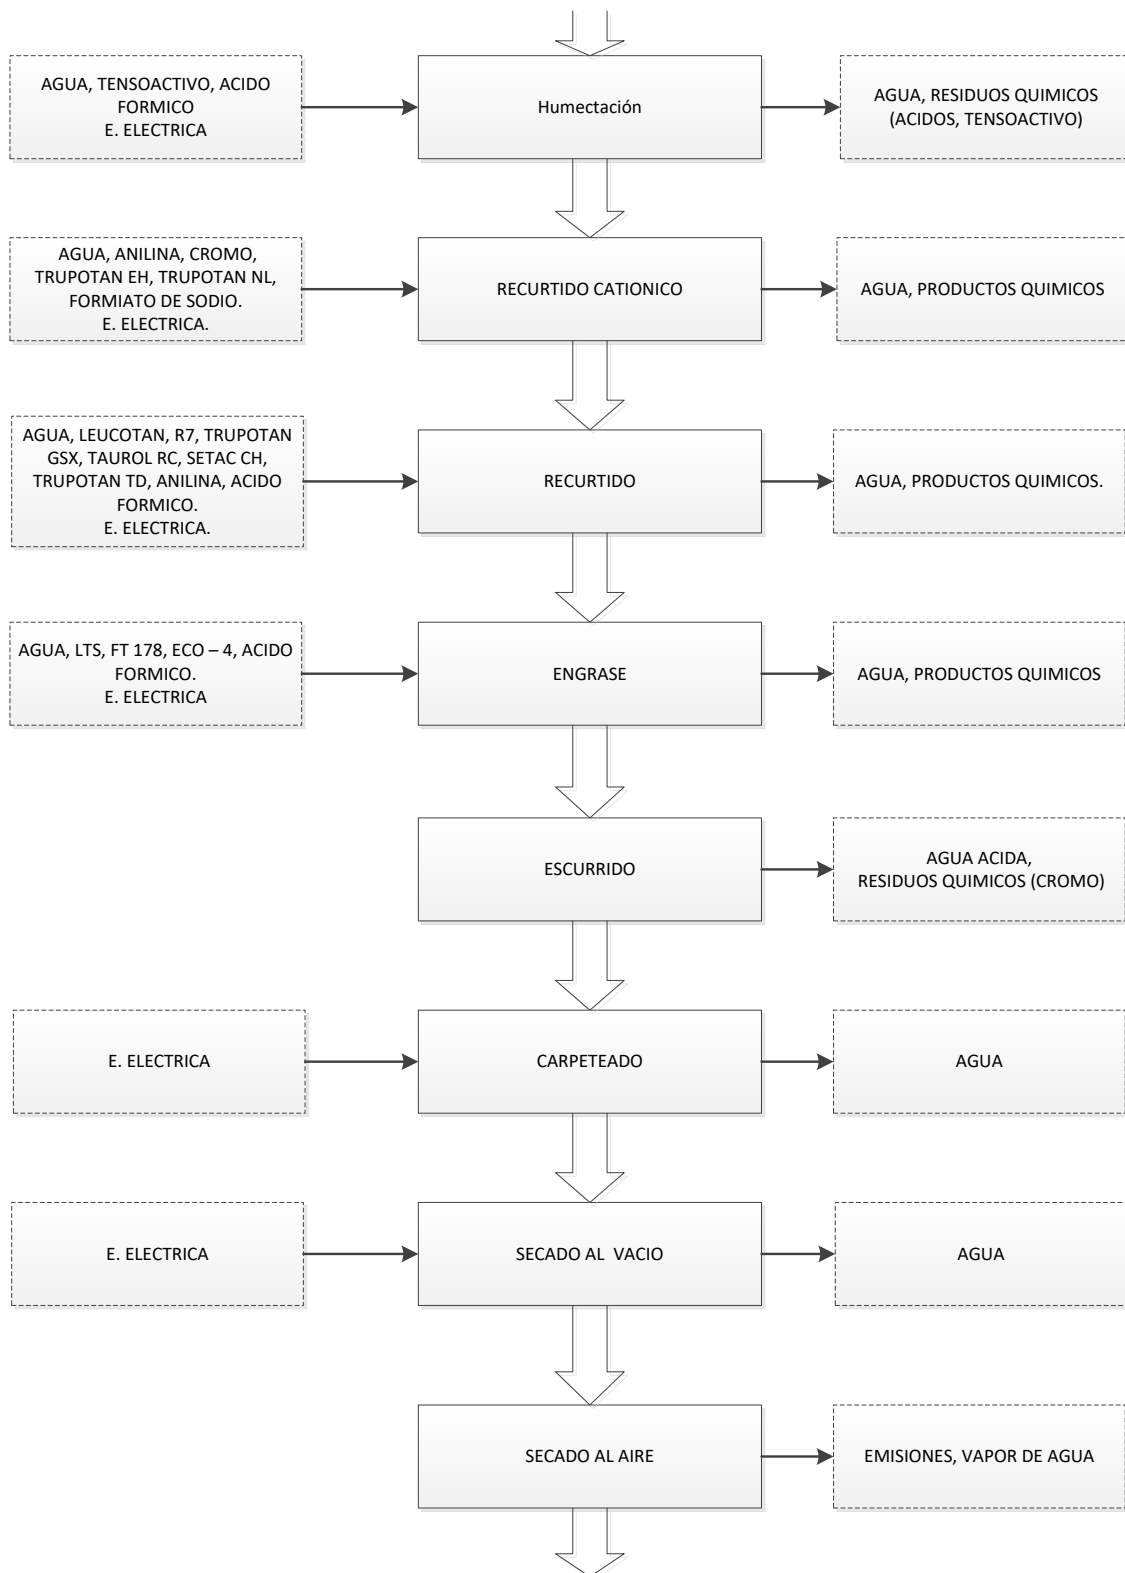 AGUA, TENSOACTIVO, ACIDO
FORMICO
E. ELECTRICA
Humectación
AGUA, RESIDUOS QUIMICOS
(ACIDOS, TENSOACTIVO)
AGUA, ANILINA, CROMO,
TRUPOTAN EH, TRUPOTAN NL,
FORMIATO DE SODIO.
E. ELECTRICA.
RECURTIDO CATIONICO
AGUA, PRODUCTOS QUIMICOS
AGUA, LEUCOTAN, R7, TRUPOTAN
GSX, TAUROL RC, SETAC CH,
TRUPOTAN TD, ANILINA, ACIDO
FORMICO.
E. ELECTRICA.
RECURTIDO
AGUA, PRODUCTOS QUIMICOS.
AGUA, LTS, FT 178, ECO – 4, ACIDO
FORMICO.
E. ELECTRICA
ENGRASE
AGUA, PRODUCTOS QUIMICOS
ESCURRIDO
AGUA ACIDA,
RESIDUOS QUIMICOS (CROMO)
E. ELECTRICA
CARPETEADO
AGUA
E. ELECTRICA
SECADO AL VACIO
AGUA
SECADO AL AIRE
EMISIONES, VAPOR DE AGUA